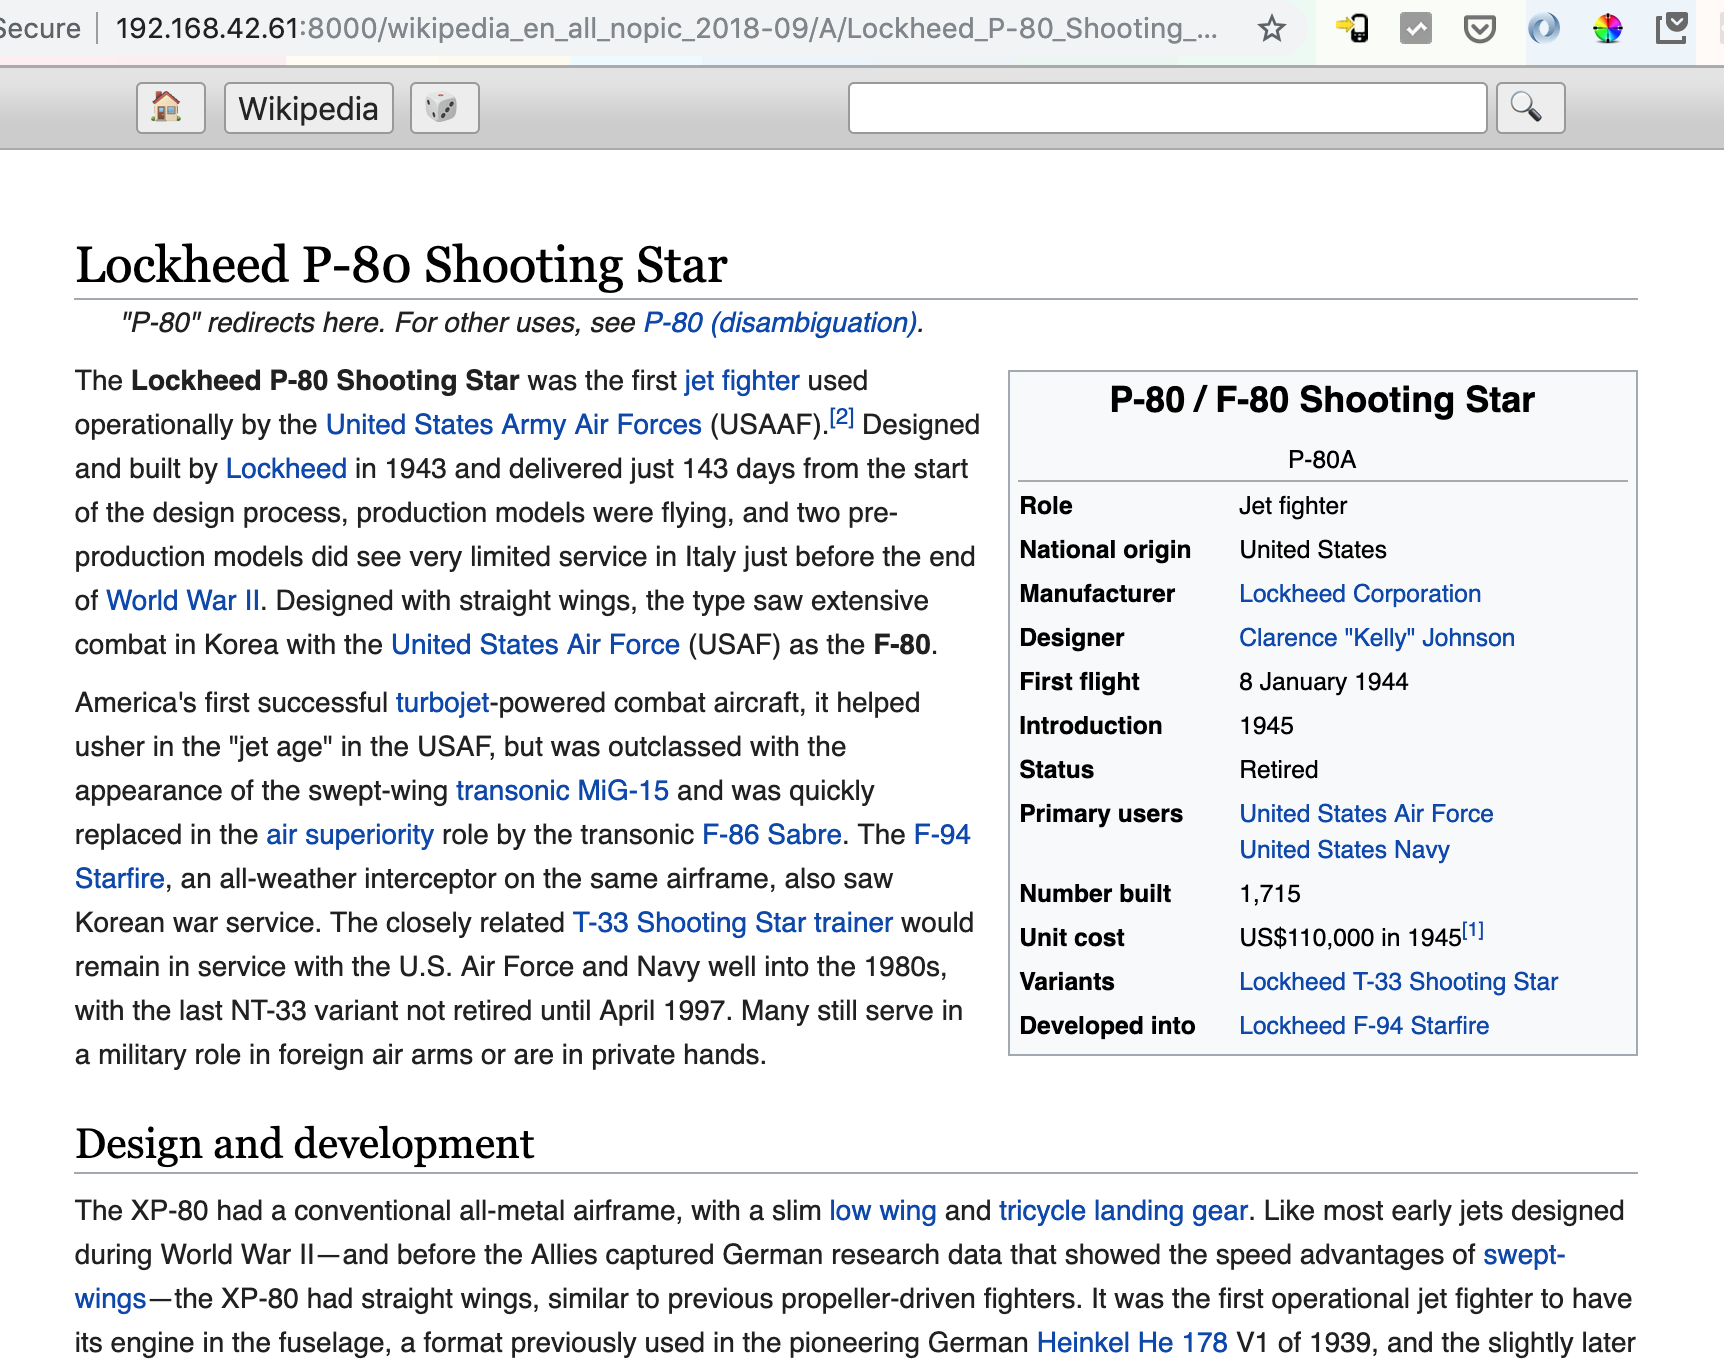 Secure | 192.168.42.61:8000/wikipedia_en_all_nopic_2018-09/A/Lockheed_P-80_Shooting_...
Wikipedia
Lockheed P-80 Shooting Star
"P-80" redirects here. For other uses, see P-80 (disambiguation).
The Lockheed P-80 Shooting Star was the first jet fighter used
operationally by the United States Army Air Forces (USAAF).[2] Designed
and built by Lockheed in 1943 and delivered just 143 days from the start
of the design process, production models were flying, and two pre-
production models did see very limited service in Italy just before the end
of World War II. Designed with straight wings, the type saw extensive
combat in Korea with the United States Air Force (USAF) as the F-80.
America's first successful turbojet-powered combat aircraft, it helped
usher in the "jet age" in the USAF, but was outclassed with the
appearance of the swept-wing transonic MiG-15 and was quickly
replaced in the air superiority role by the transonic F-86 Sabre. The F-94
Starfire, an all-weather interceptor on the same airframe, also saw
Korean war service. The closely related T-33 Shooting Star trainer would
remain in service with the U.S. Air Force and Navy well into the 1980s,
with the last NT-33 variant not retired until April 1997. Many still serve in
a military role in foreign air arms or are in private hands.
P-80 / F-80 Shooting Star
P-80A
Role Jet fighter
National origin United States
Manufacturer Lockheed Corporation
Designer Clarence "Kelly" Johnson
First flight 8 January 1944
Introduction 1945
Status Retired
Primary users United States Air Force
United States Navy
Number built 1,715
Unit cost US$110,000 in 1945[1]
Variants Lockheed T-33 Shooting Star
Developed into Lockheed F-94 Starfire
Design and development
The XP-80 had a conventional all-metal airframe, with a slim low wing and tricycle landing gear. Like most early jets designed
during World War II—and before the Allies captured German research data that showed the speed advantages of swept-
wings—the XP-80 had straight wings, similar to previous propeller-driven fighters. It was the first operational jet fighter to have
its engine in the fuselage, a format previously used in the pioneering German Heinkel He 178 V1 of 1939, and the slightly later